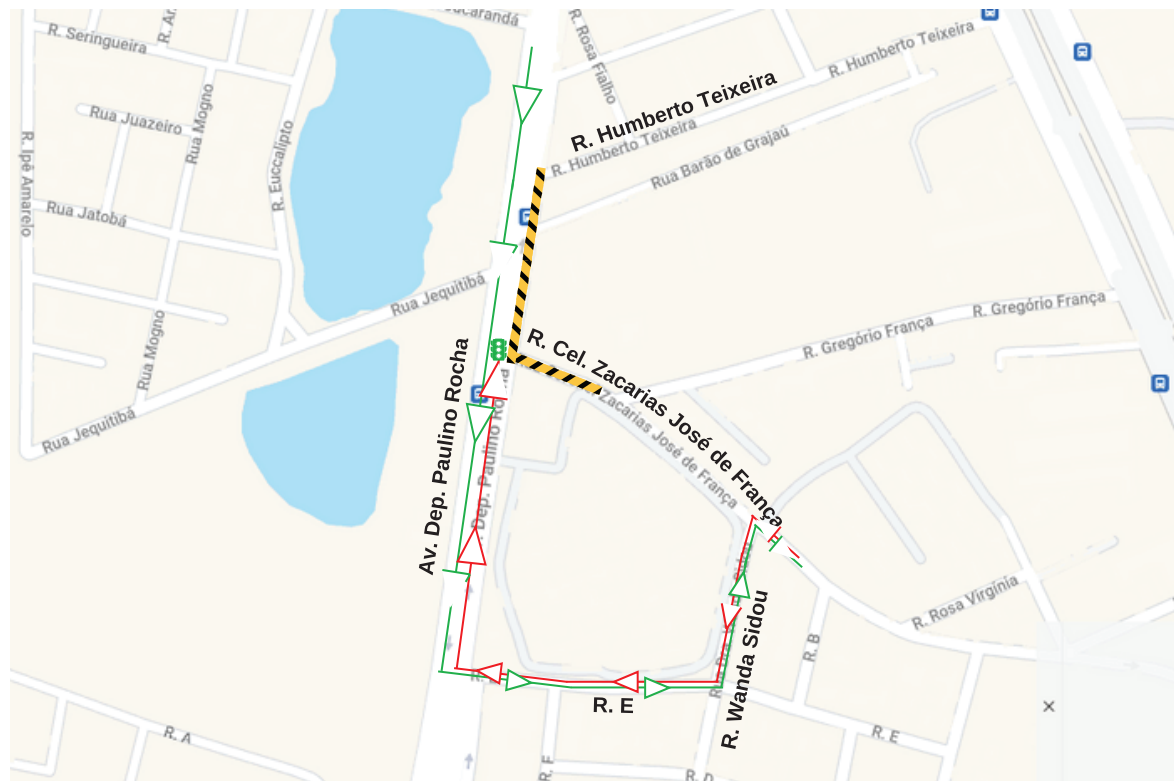 R. Seringueira
R. Humberto Teixeira
R. Rosa Fialho
R. Humberto Teixeira
R. Humberto Teixeira
Rua Juazeiro
Rua Mogno
R. Euccalipto
R. Ipê Amarelo
Rua Barão de Grajaú
Rua Jatobá
Rua Jequitibá
R. Gregório França
R. Gregório França
Rua Mogno
Av. Dep. Paulino Rocha
R. Cel. Zacarias José de França
Zacarias José de França
Rua Jequitibá
R. Rosa Virgínia
R. B
R. Wanda Sidou
R. E
R. E
R. A
R. F
R. D